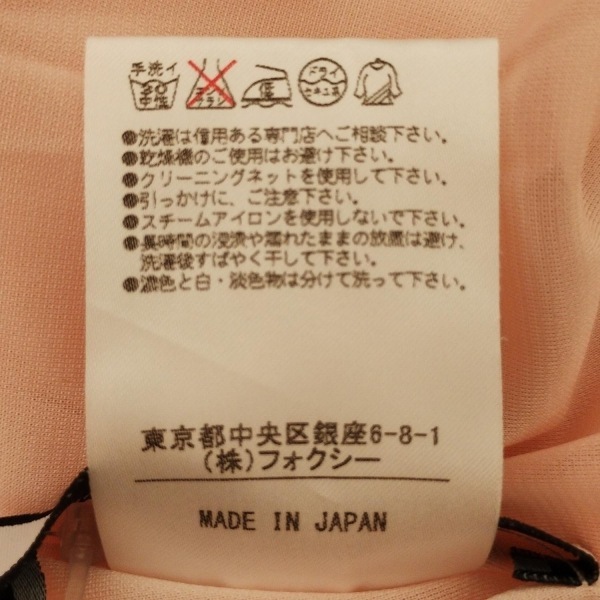 手洗イ
30
中性
エンソ
サラシ
低
ドライ
セキユ系
●洗濯は信用ある専門店へご相談下さい。
●乾燥機のご使用はお避け下さい。
●クリーニングネットを使用して下さい。
●引っかけに、ご注意下さい。
●スチームアイロンを使用しないで下さい。
●長時間の浸漬や濡れたままの放置は避け、
洗濯後すばやく干して下さい。
●濃色と白・淡色物は分けて洗って下さい。
東京都中央区銀座6-8-1
(株)フォクシー
MADE IN JAPAN